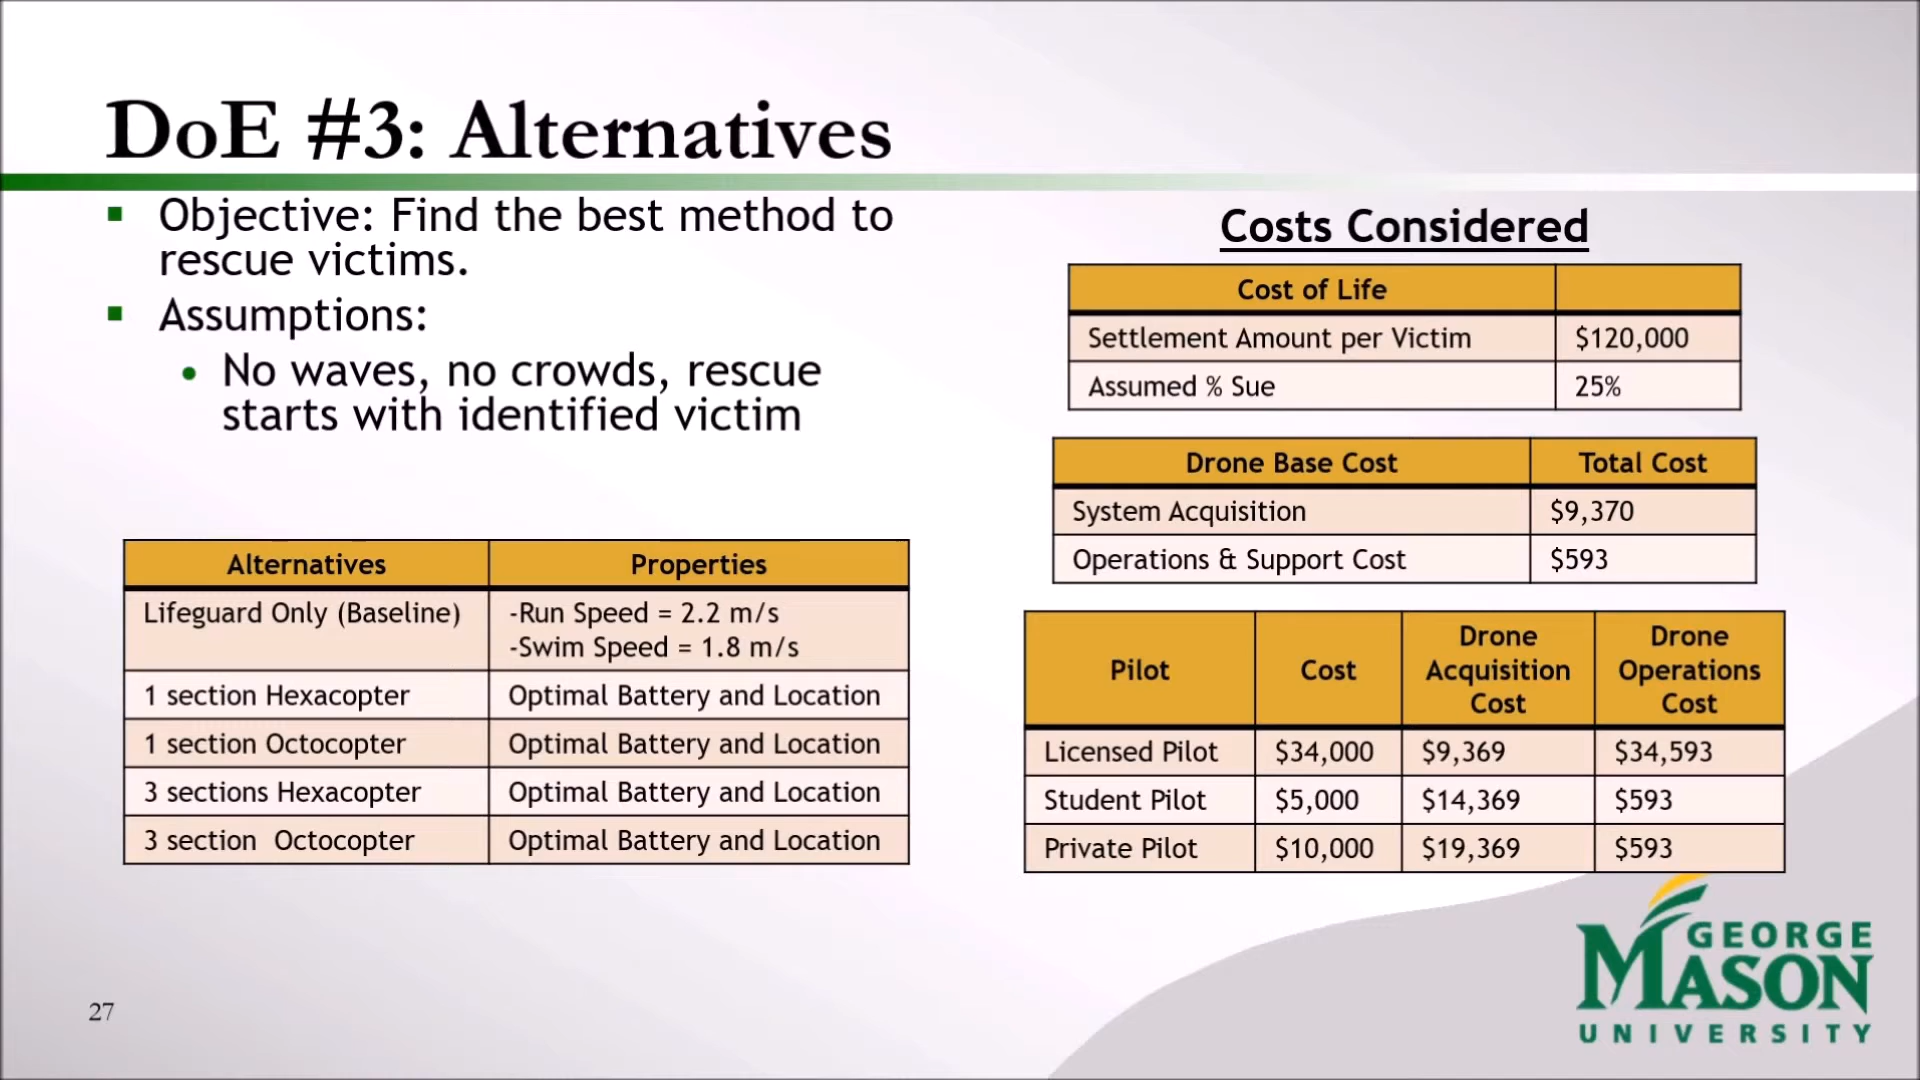 DoE #3: Alternatives
▪ Objective: Find the best method to
rescue victims.
▪ Assumptions:
• No waves, no crowds, rescue
starts with identified victim
Alternatives Properties
Lifeguard Only (Baseline) -Run Speed = 2.2 m/s
-Swim Speed = 1.8 m/s
1 section Hexacopter Optimal Battery and Location
1 section Octocopter Optimal Battery and Location
3 sections Hexacopter Optimal Battery and Location
3 section Octocopter Optimal Battery and Location
Costs Considered
Cost of Life
Settlement Amount per Victim $120,000
Assumed % Sue 25%
Drone Base Cost Total Cost
System Acquisition $9,370
Operations & Support Cost $593
Pilot Cost Drone Acquisition Cost Drone Operations Cost
Licensed Pilot $34,000 $9,369 $34,593
Student Pilot $5,000 $14,369 $593
Private Pilot $10,000 $19,369 $593
27
GEORGE
MASON
UNIVERSITY